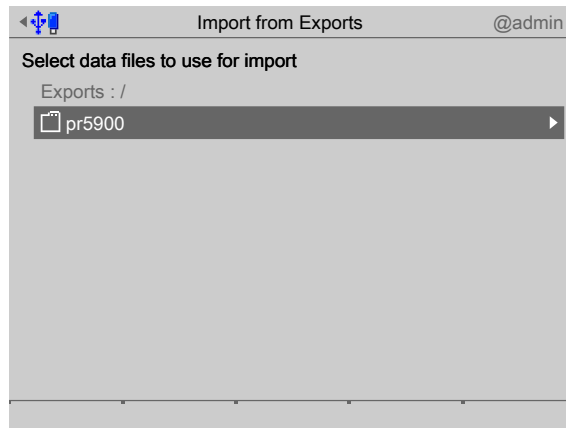 Import from Exports @admin
Select data files to use for import
Exports : /
pr5900